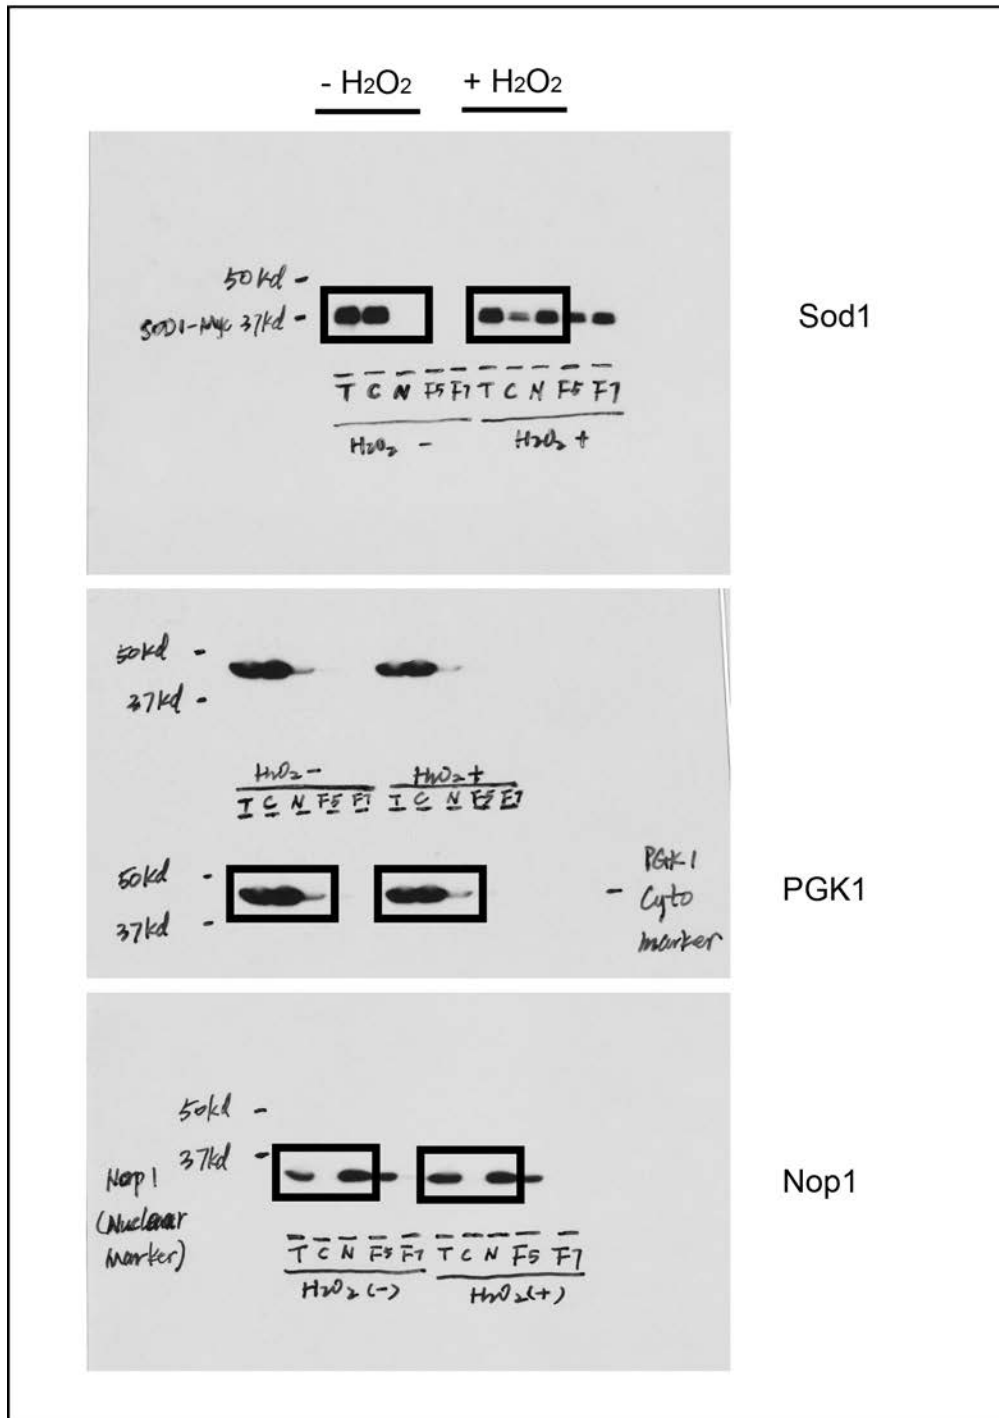 - H2O2 + H2O2
50kd -
SOD1-Myc 37kd -
T C N F5 F7 T C N F5 F7
H2O2 - H2O2 +
Sod1
50kd -
37kd -
H2O2 - H2O2 +
T C N F5 F7 T C N F5 F7
50kd -
37kd -
- PGK1
Cyto
marker
PGK1
50kd -
37kd -
Nop1
(Nuclear
marker)
T C N F5 F7 T C N F5 F7
H2O2 (-) H2O2 (+)
Nop1